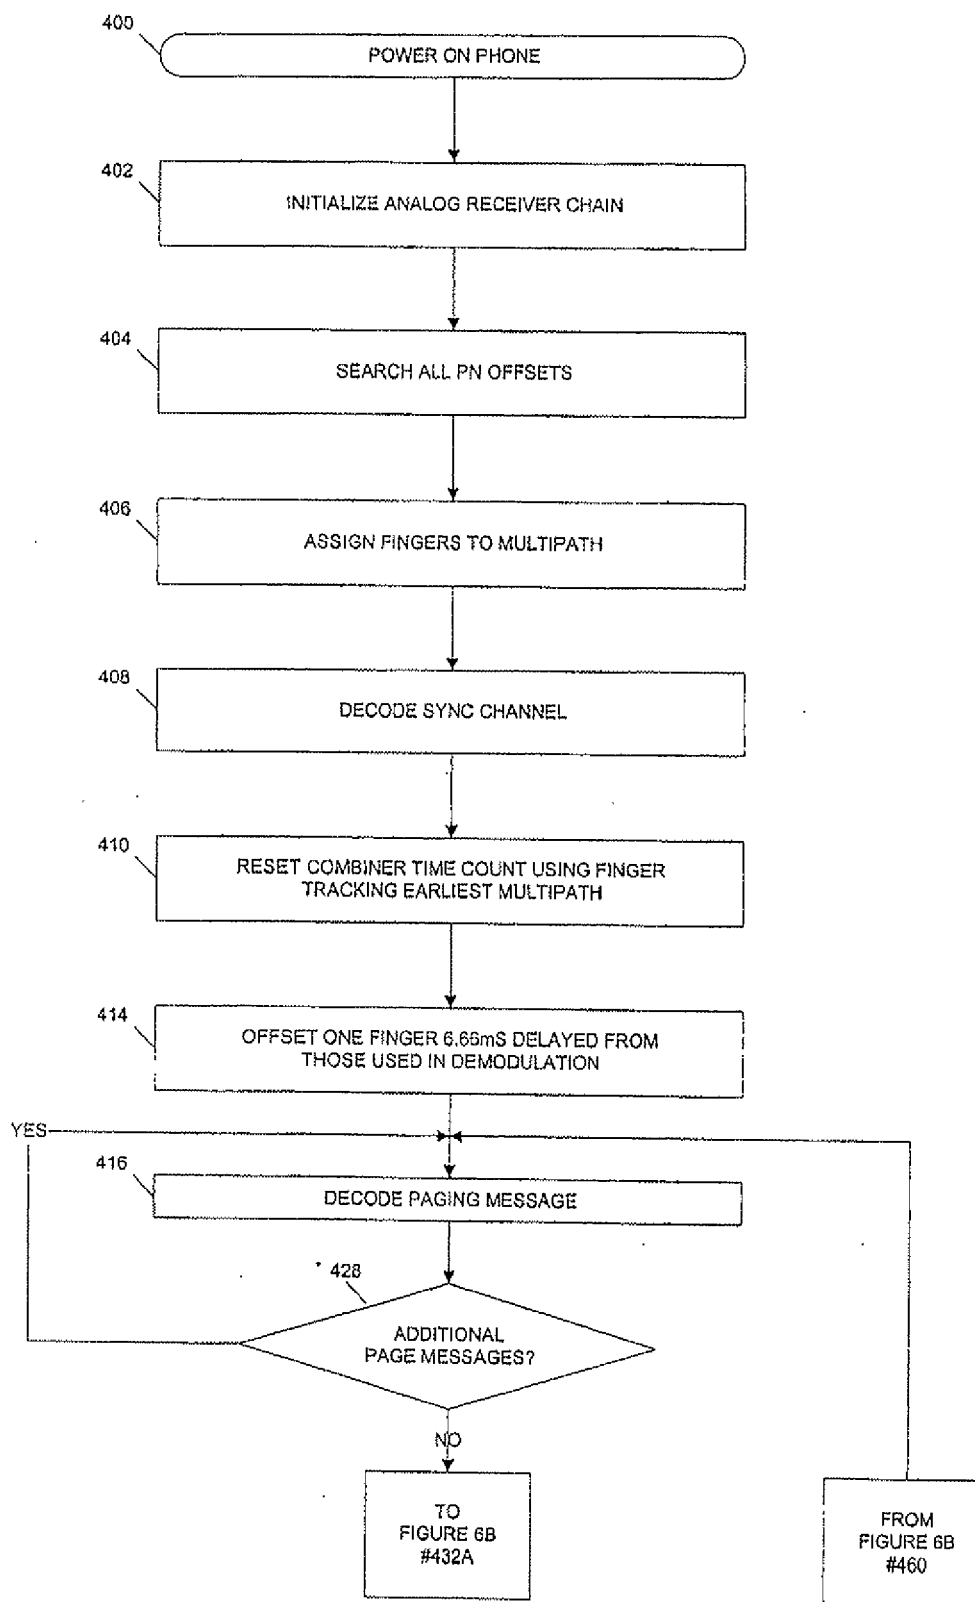 400
POWER ON PHONE
402
INITIALIZE ANALOG RECEIVER CHAIN
404
SEARCH ALL PN OFFSETS
406
ASSIGN FINGERS TO MULTIPATH
408
DECODE SYNC CHANNEL
410
RESET COMBINER TIME COUNT USING FINGER
TRACKING EARLIEST MULTIPATH
414
OFFSET ONE FINGER 6.66mS DELAYED FROM
THOSE USED IN DEMODULATION
YES
416
DECODE PAGING MESSAGE
428
ADDITIONAL
PAGE MESSAGES?
NO
TO
FIGURE 6B
#432A
FROM
FIGURE 6B
#460